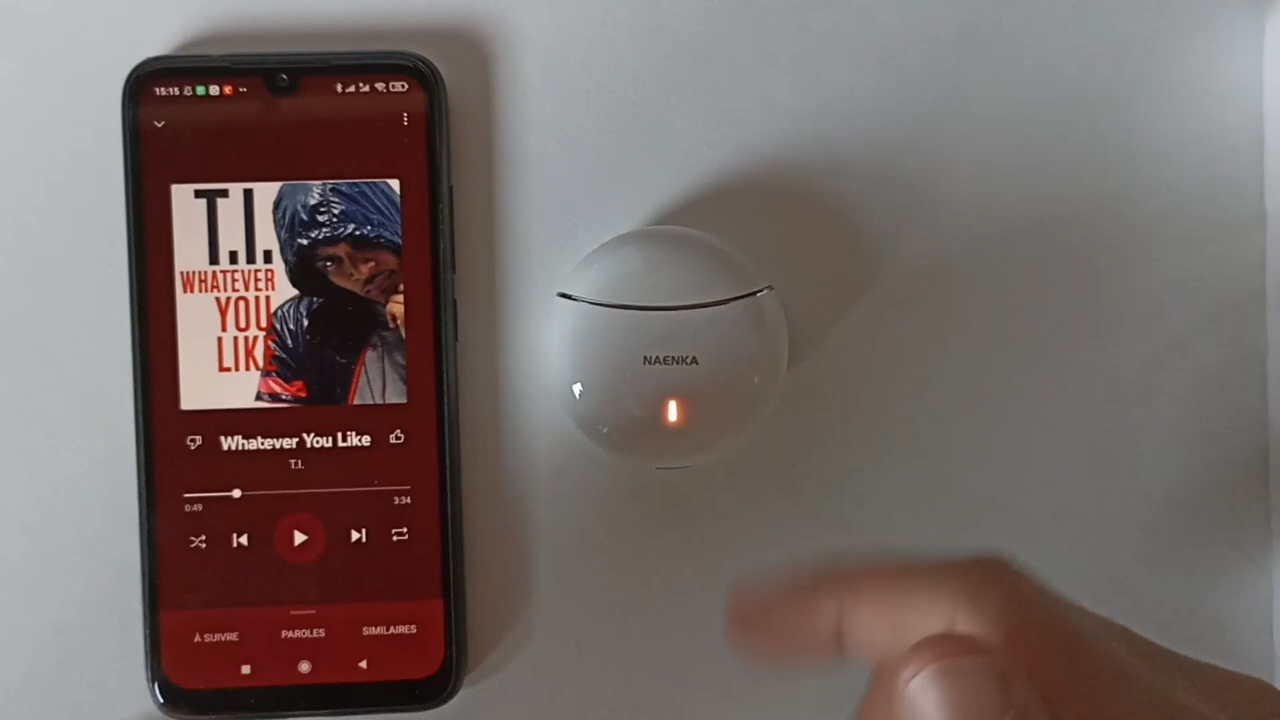 15:15
T.I.
WHATEVER
YOU
LIKE
Whatever You Like
T.I.
0:49
3:34
À SUIVRE
PAROLES
SIMILAIRES
NAENKA